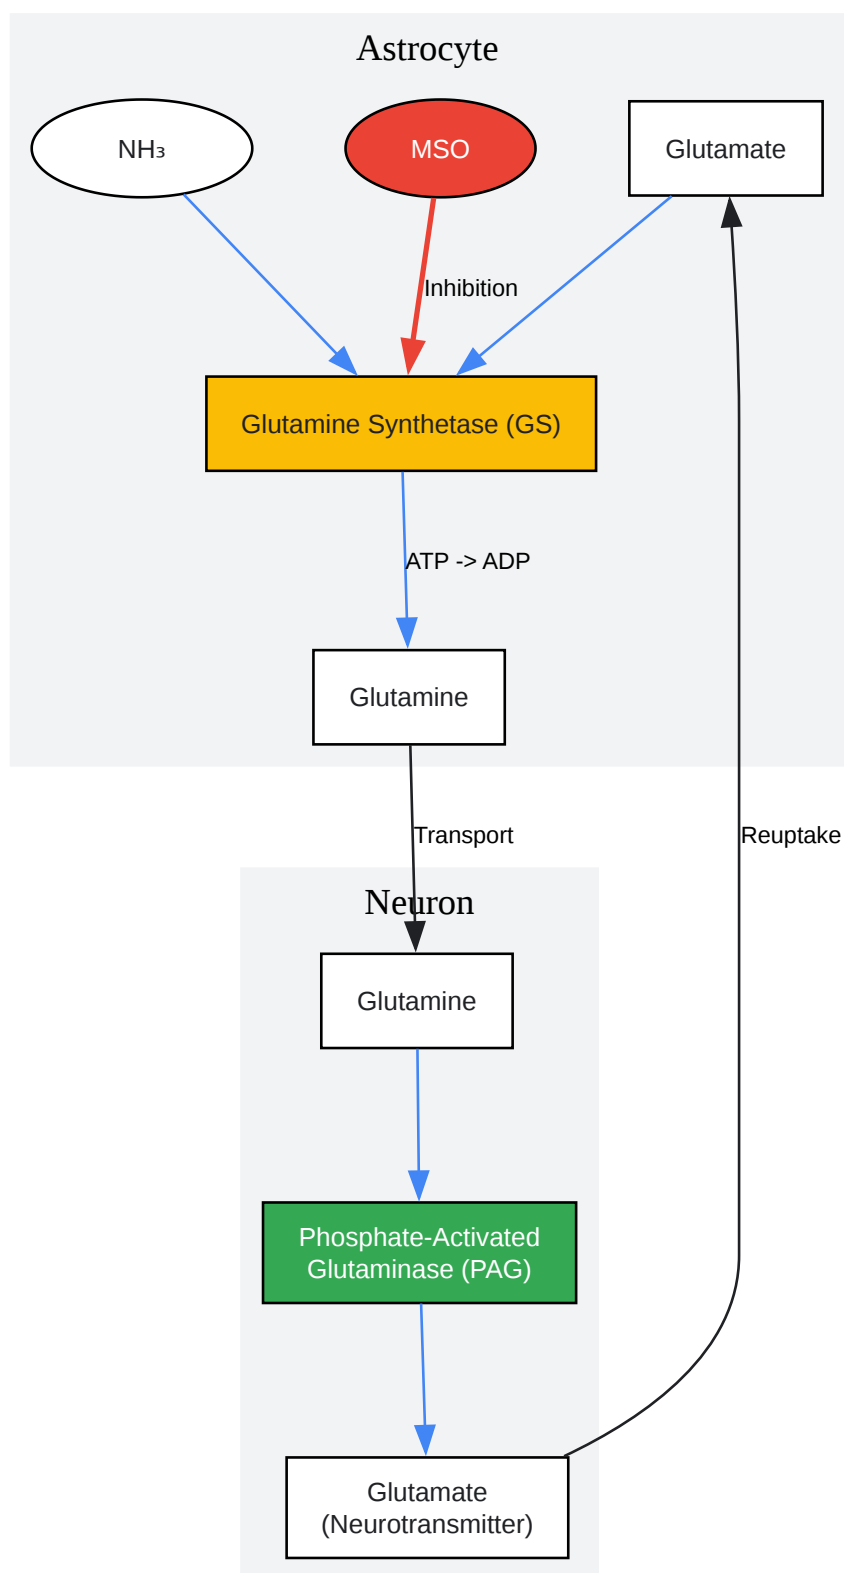 Astrocyte
NH₃
MSO
Glutamate
Inhibition
Glutamine Synthetase (GS)
ATP -> ADP
Glutamine
Transport
Reuptake
Neuron
Glutamine
Phosphate-Activated
Glutaminase (PAG)
Glutamate
(Neurotransmitter)